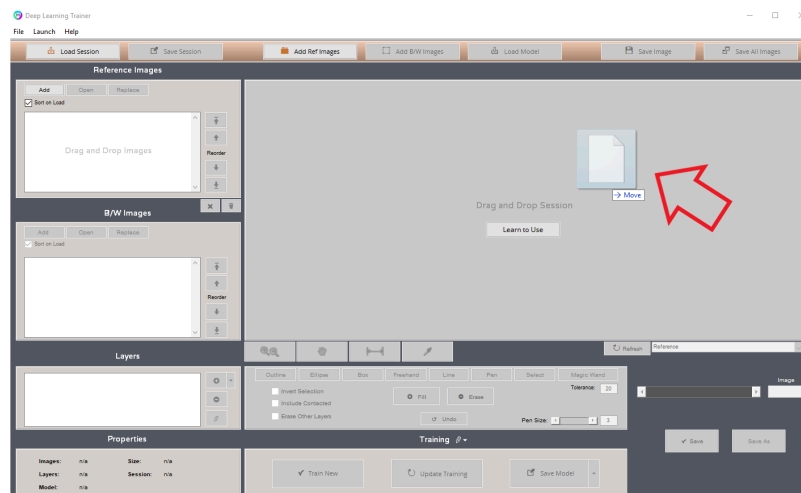 Deep Learning Trainer
File Launch Help
Load Session Save Session Add Ref Images Add B/W Images Load Model Save Image Save All Images
Reference Images
Add Open Replace
Sort on Load
Drag and Drop Images
Reorder
Move
Drag and Drop Session
Learn to Use
B/W Images
Add Open Replace
Sort on Load
Reorder
Refresh Reference
Layers
Outline Ellipse Box Freehand Line Pen Select Magic Wand
Invert Selection
Include Contacted
Erase Other Layers
Fill Erase
Tolerance: 20
Undo
Pen Size: 3
Image
Save Save As
Properties
Images: n/a Size: n/a
Layers: n/a Session: n/a
Model: n/a
Training
Train New Update Training Save Model